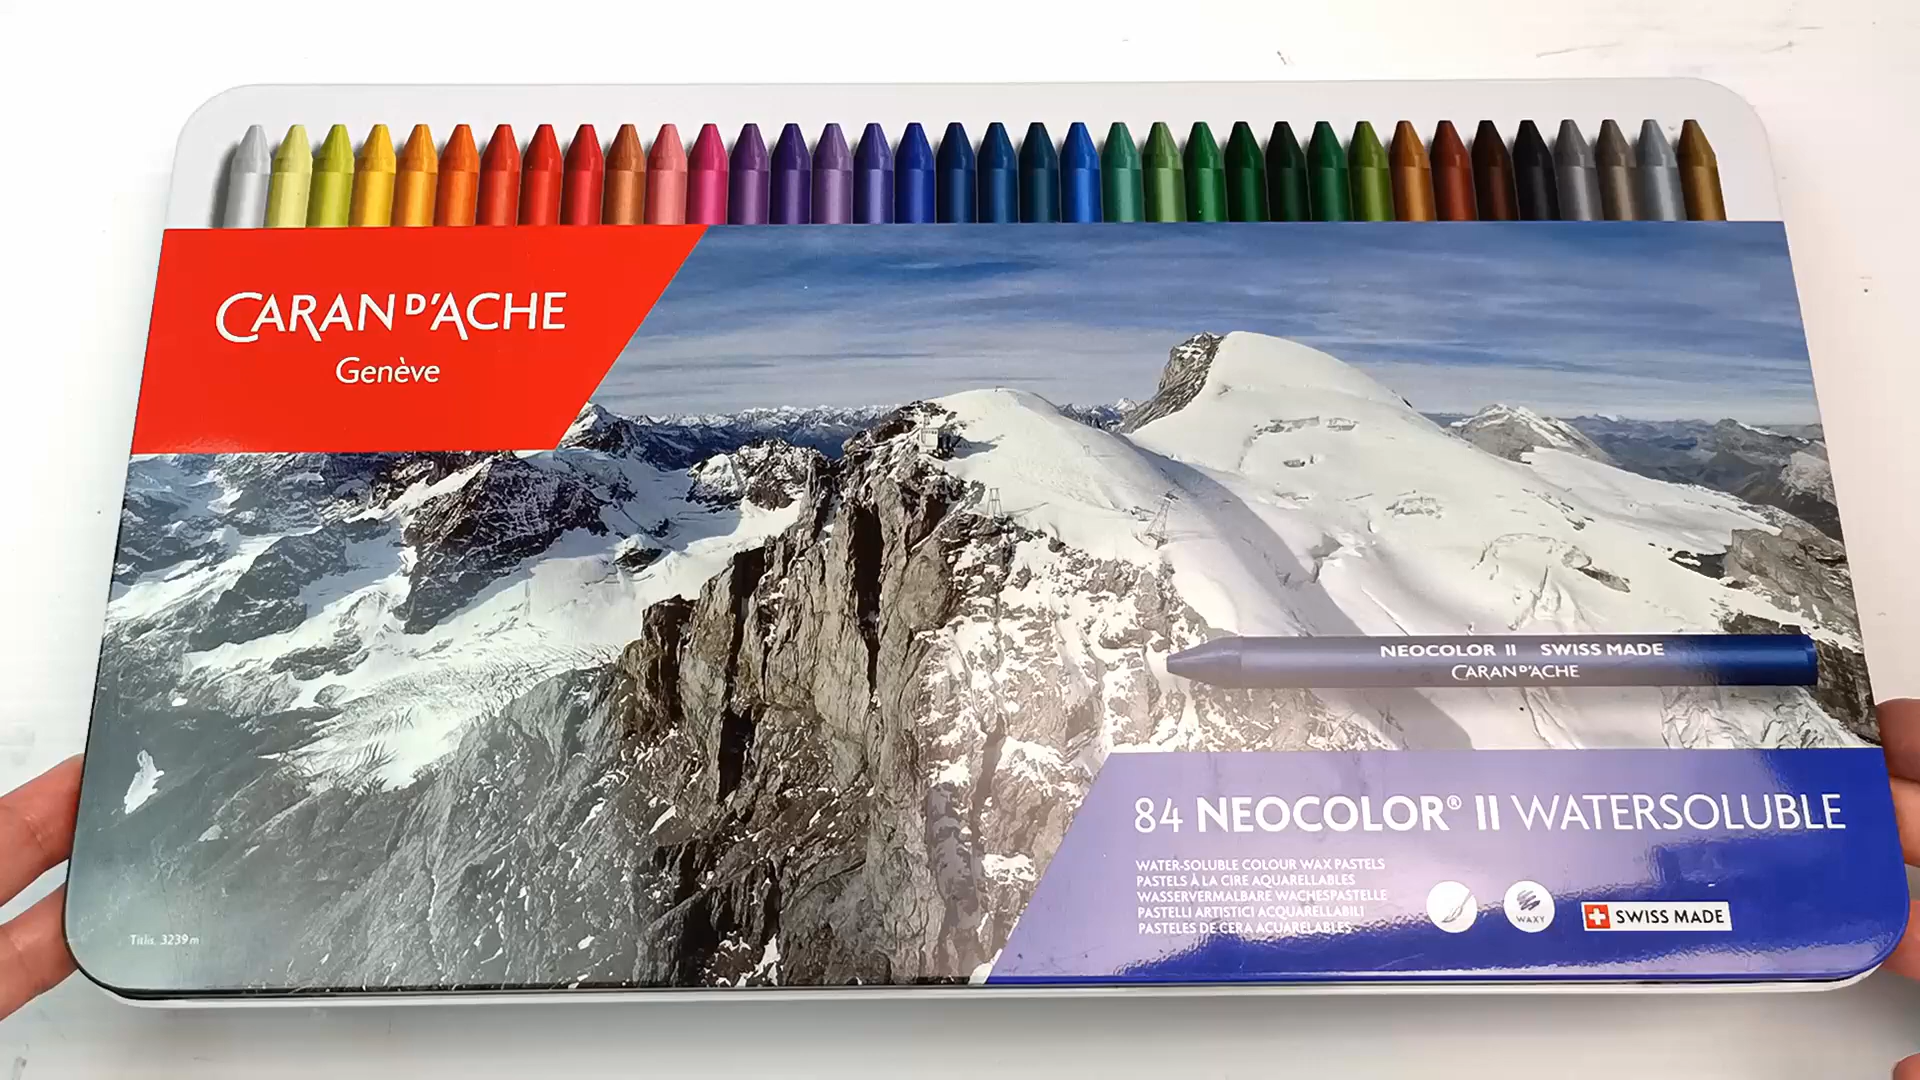 CARAN D'ACHE
Genève
NEOCOLOR II SWISS MADE
CARAN D'ACHE
84 NEOCOLOR® II WATERSOLUBLE
WATER-SOLUBLE COLOUR WAX PASTELS
PASTELS À LA CIRE AQUARELLABLES
WASSERVERMALBARE WACHSPASTELLE
PASTELLI ARTISTICI ACQUARELLABILI
PASTELES DE CERA ACUARELABLES
WAXY
SWISS MADE
Titlis, 3239 m